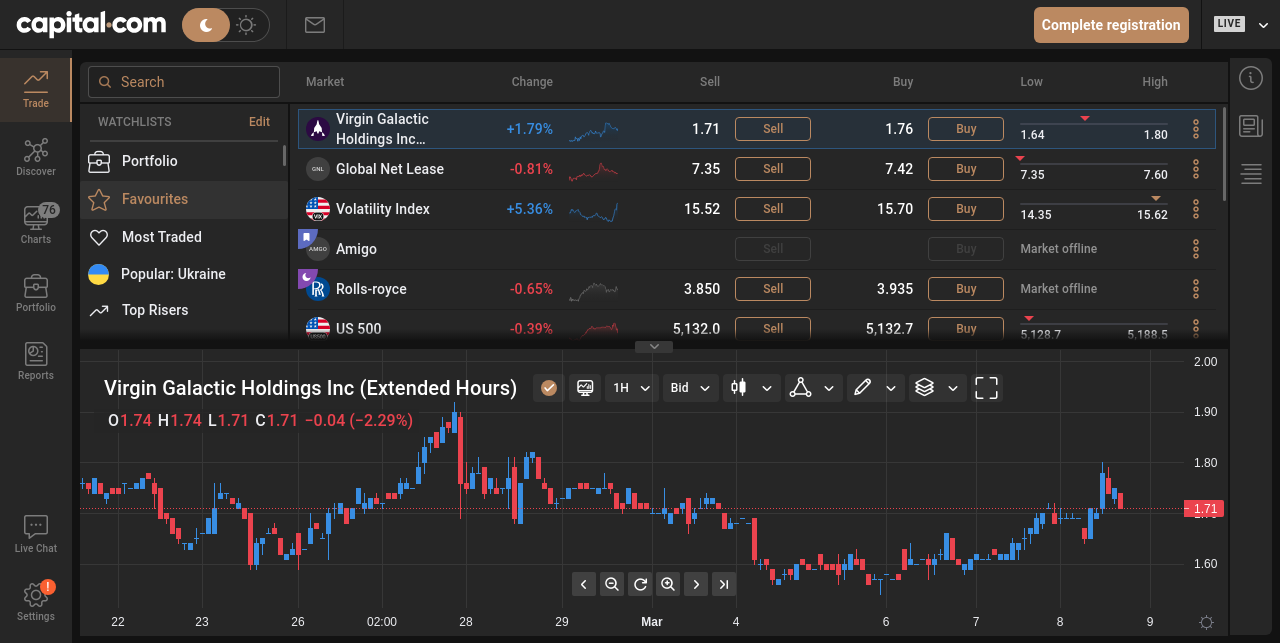 capital.com
Complete registration
LIVE
Trade
Discover
76
Charts
Portfolio
Reports
Live Chat
!
Settings
Search
WATCHLISTS Edit
Portfolio
Favourites
Most Traded
Popular: Ukraine
Top Risers
Market Change Sell Buy Low High
Virgin Galactic
Holdings Inc... +1.79% 1.71 Sell 1.76 Buy 1.64 1.80
GNL Global Net Lease -0.81% 7.35 Sell 7.42 Buy 7.35 7.60
VIX Volatility Index +5.36% 15.52 Sell 15.70 Buy 14.35 15.62
AMGO Amigo Sell Buy Market offline
Rolls-royce -0.65% 3.850 Sell 3.935 Buy Market offline
US 500 -0.39% 5,132.0 Sell 5,132.7 Buy 5,128.7 5,188.5
Virgin Galactic Holdings Inc (Extended Hours) 1H Bid
O1.74 H1.74 L1.71 C1.71 −0.04 (−2.29%)
2.00
1.90
1.80
1.71
1.60
22 23 26 02:00 28 29 Mar 4 6 7 8 9